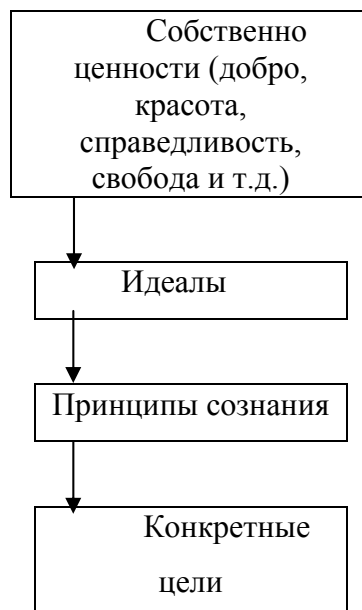 Собственно
ценности (добро,
красота,
справедливость,
свобода и т.д.)
Идеалы
Принципы сознания
Конкретные
цели